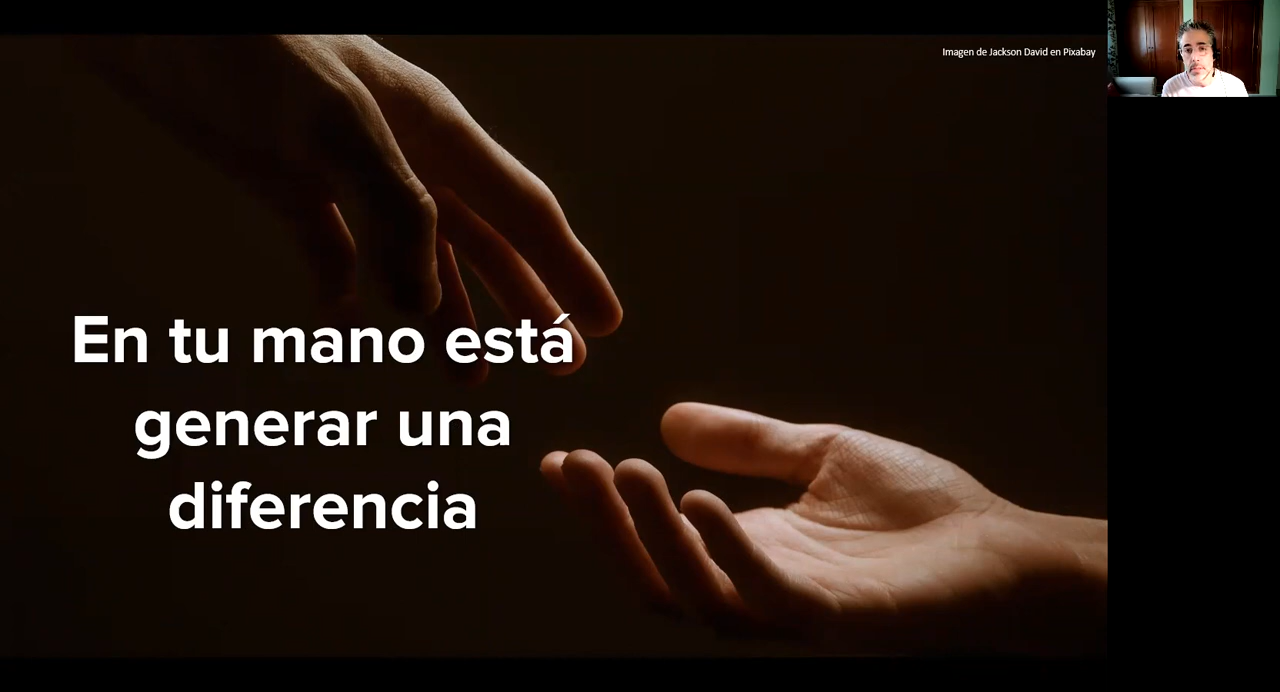 Imagen de Jackson David en Pixabay
En tu mano está
generar una
diferencia